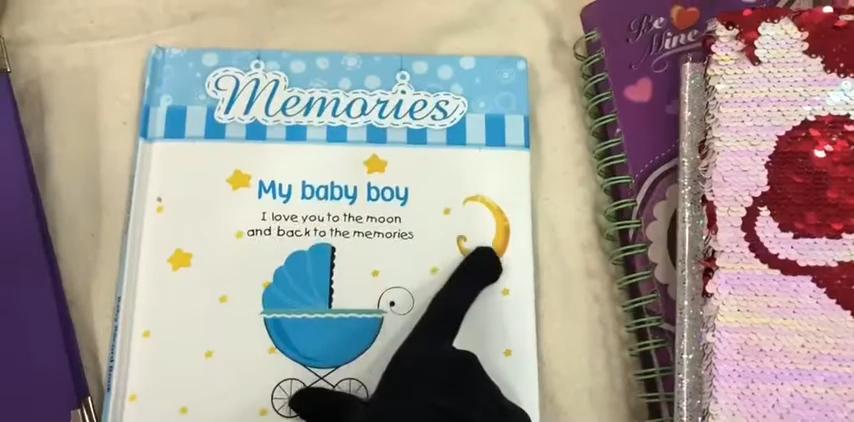 Memories
My baby boy
I love you to the moon
and back to the memories
Be
Mine